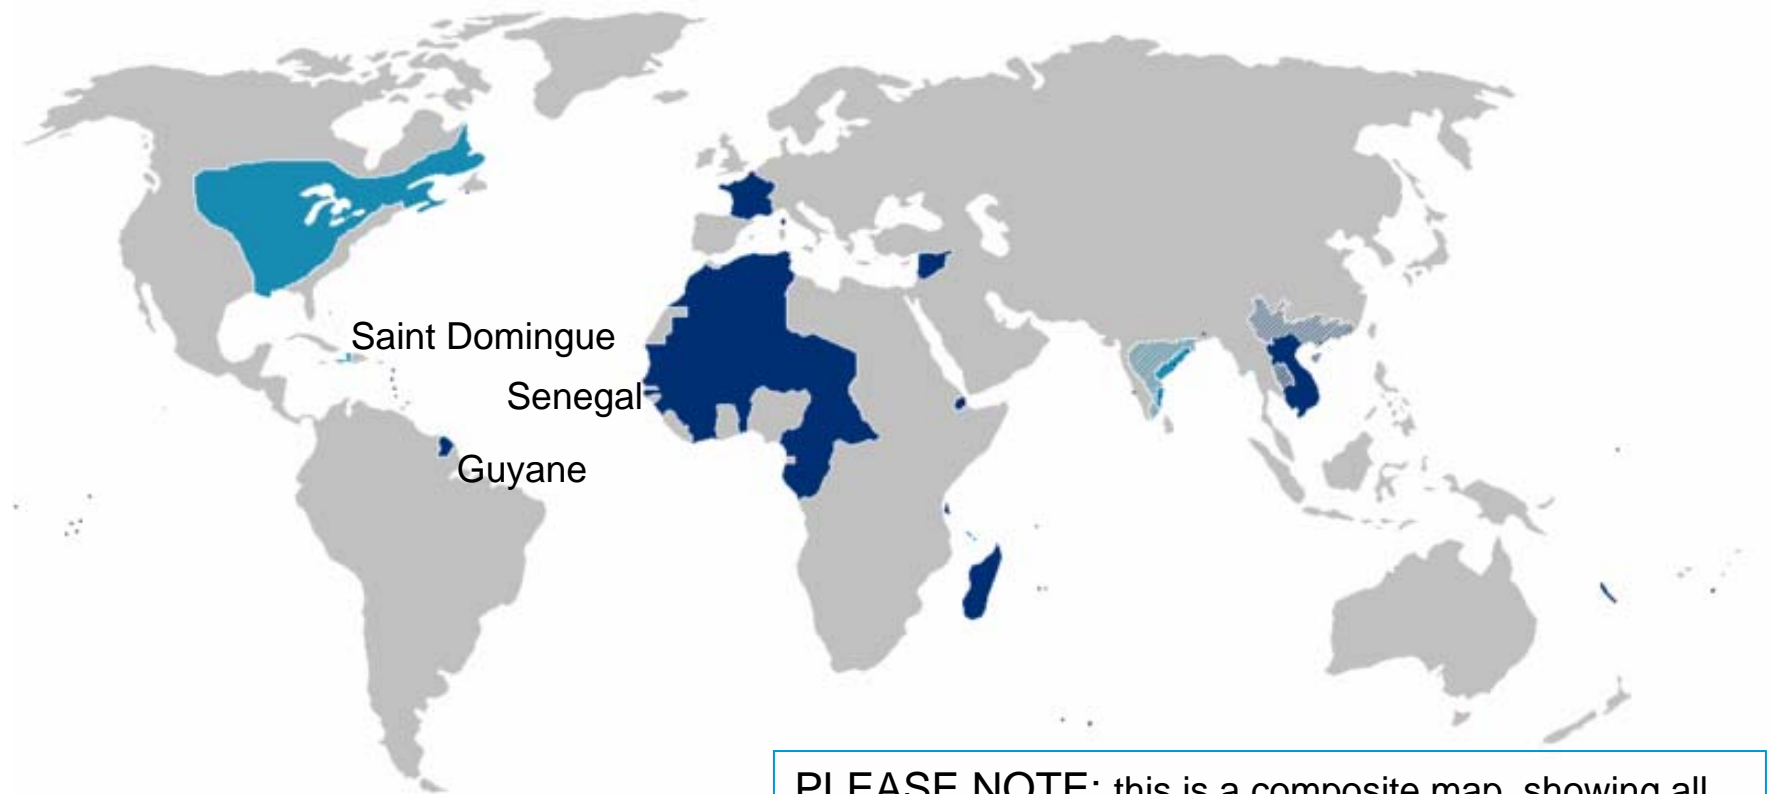 Saint Domingue
Senegal
Guyane
PLEASE NOTE: this is a composite map, showing all